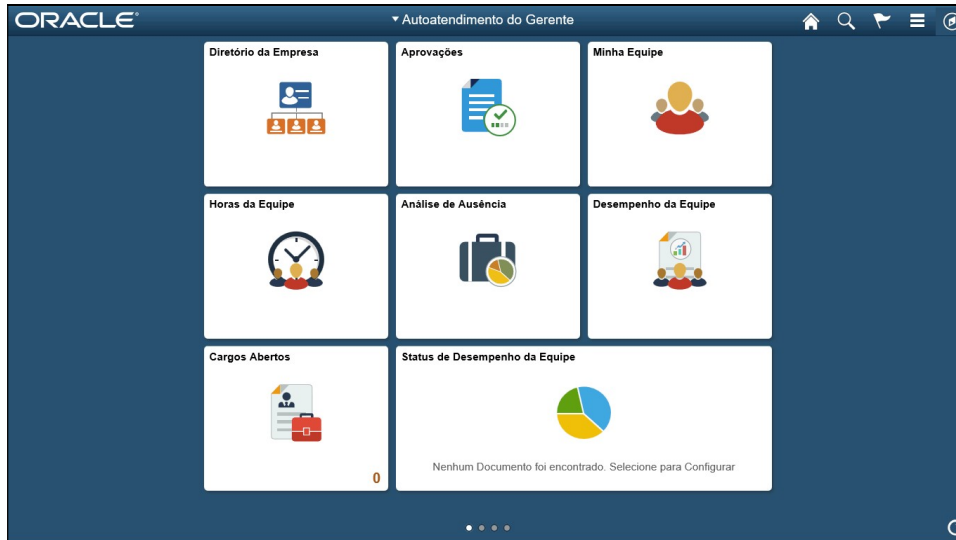 ORACLE
Autoatendimento do Gerente
Diretório da Empresa
Aprovações
Minha Equipe
Horas da Equipe
Análise de Ausência
Desempenho da Equipe
Cargos Abertos
0
Status de Desempenho da Equipe
Nenhum Documento foi encontrado. Selecione para Configurar